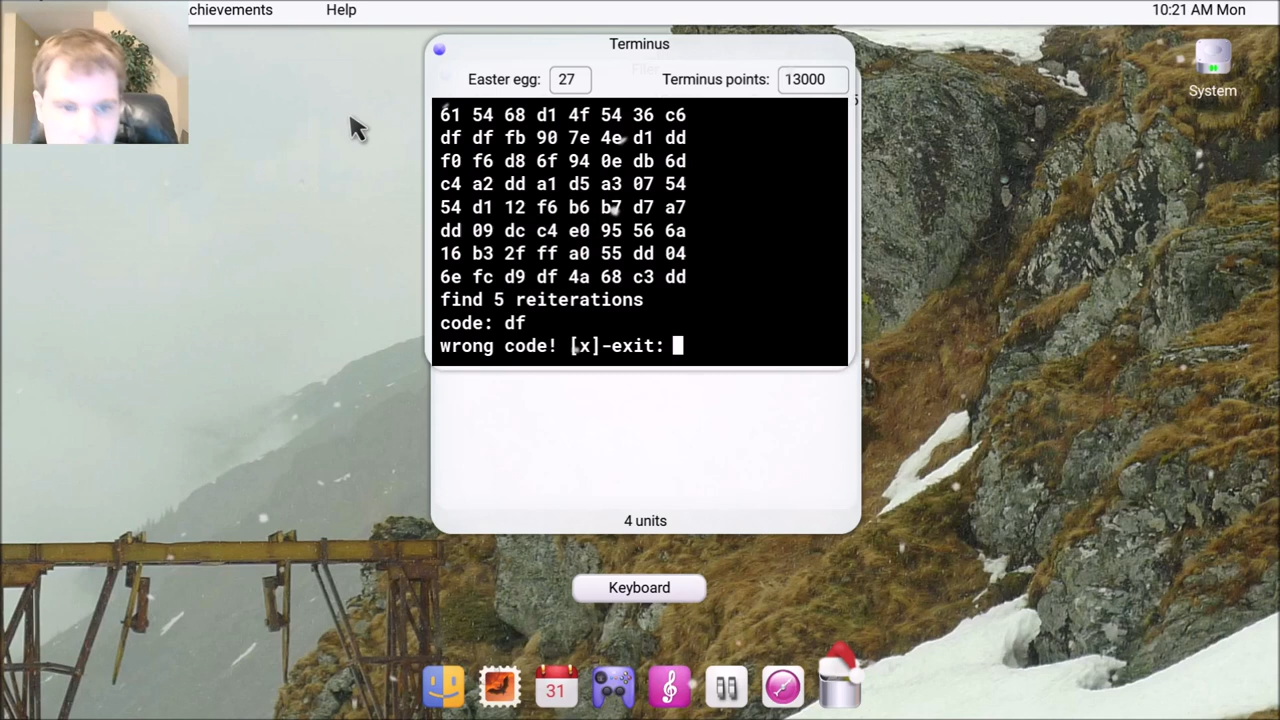 chievements Help 10:21 AM Mon
Terminus
Easter egg: 27 Terminus points: 13000
61 54 68 d1 4f 54 36 c6
df df fb 90 7e 4e d1 dd
f0 f6 d8 6f 94 0e db 6d
c4 a2 dd a1 d5 a3 07 54
54 d1 12 f6 b6 b7 d7 a7
dd 09 dc c4 e0 95 56 6a
16 b3 2f ff a0 55 dd 04
6e fc d9 df 4a 68 c3 dd
find 5 reiterations
code: df
wrong code! [x]-exit:
4 units
System
Keyboard
31